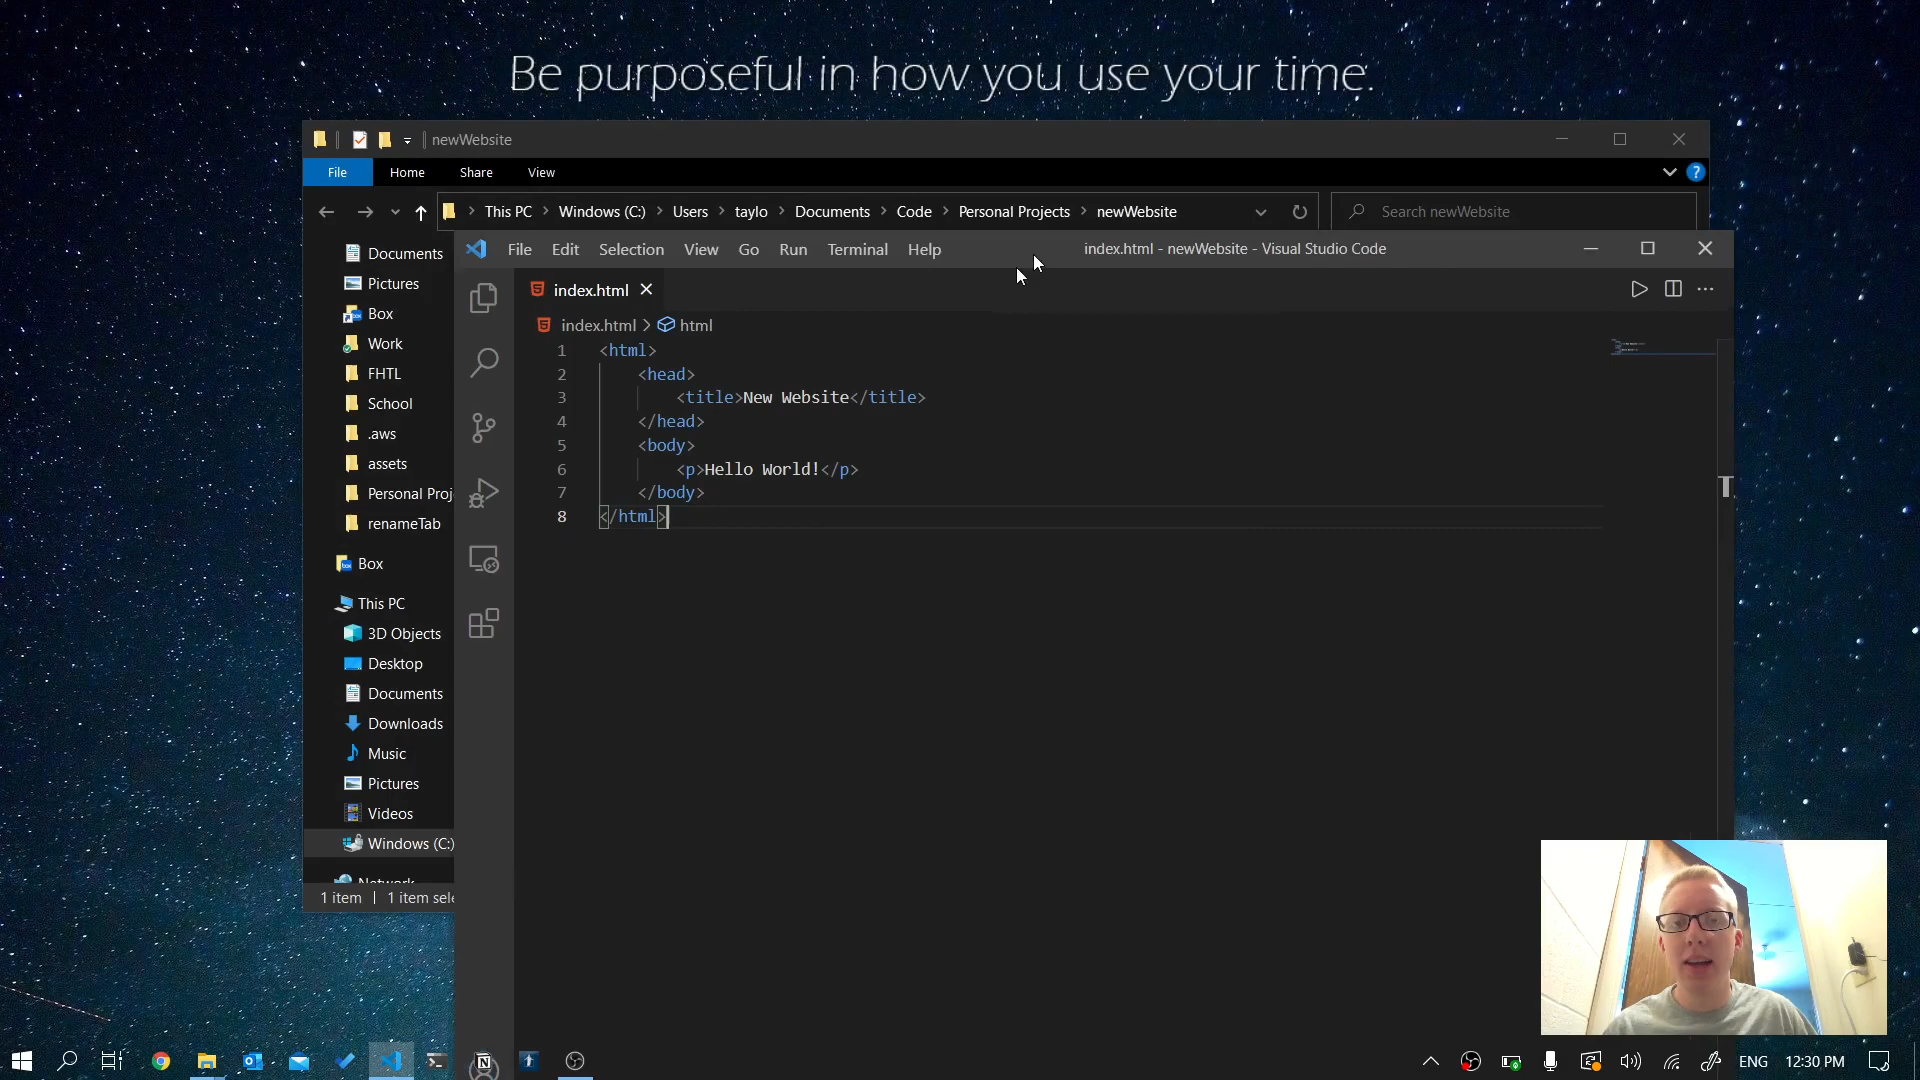 Be purposeful in how you use your time.
newWebsite
File Home Share View
This PC Windows (C:) Users taylo Documents Code Personal Projects newWebsite
Search newWebsite
File Edit Selection View Go Run Terminal Help
index.html - newWebsite - Visual Studio Code
index.html
index.html > html
1 <html>
2 <head>
3 <title>New Website</title>
4 </head>
5 <body>
6 <p>Hello World!</p>
7 </body>
8 </html>
Documents
Pictures
Box
Work
FHTL
School
.aws
assets
Personal Proj
renameTab
Box
This PC
3D Objects
Desktop
Documents
Downloads
Music
Pictures
Videos
Windows (C:)
Network
1 item | 1 item sele
ENG 12:30 PM